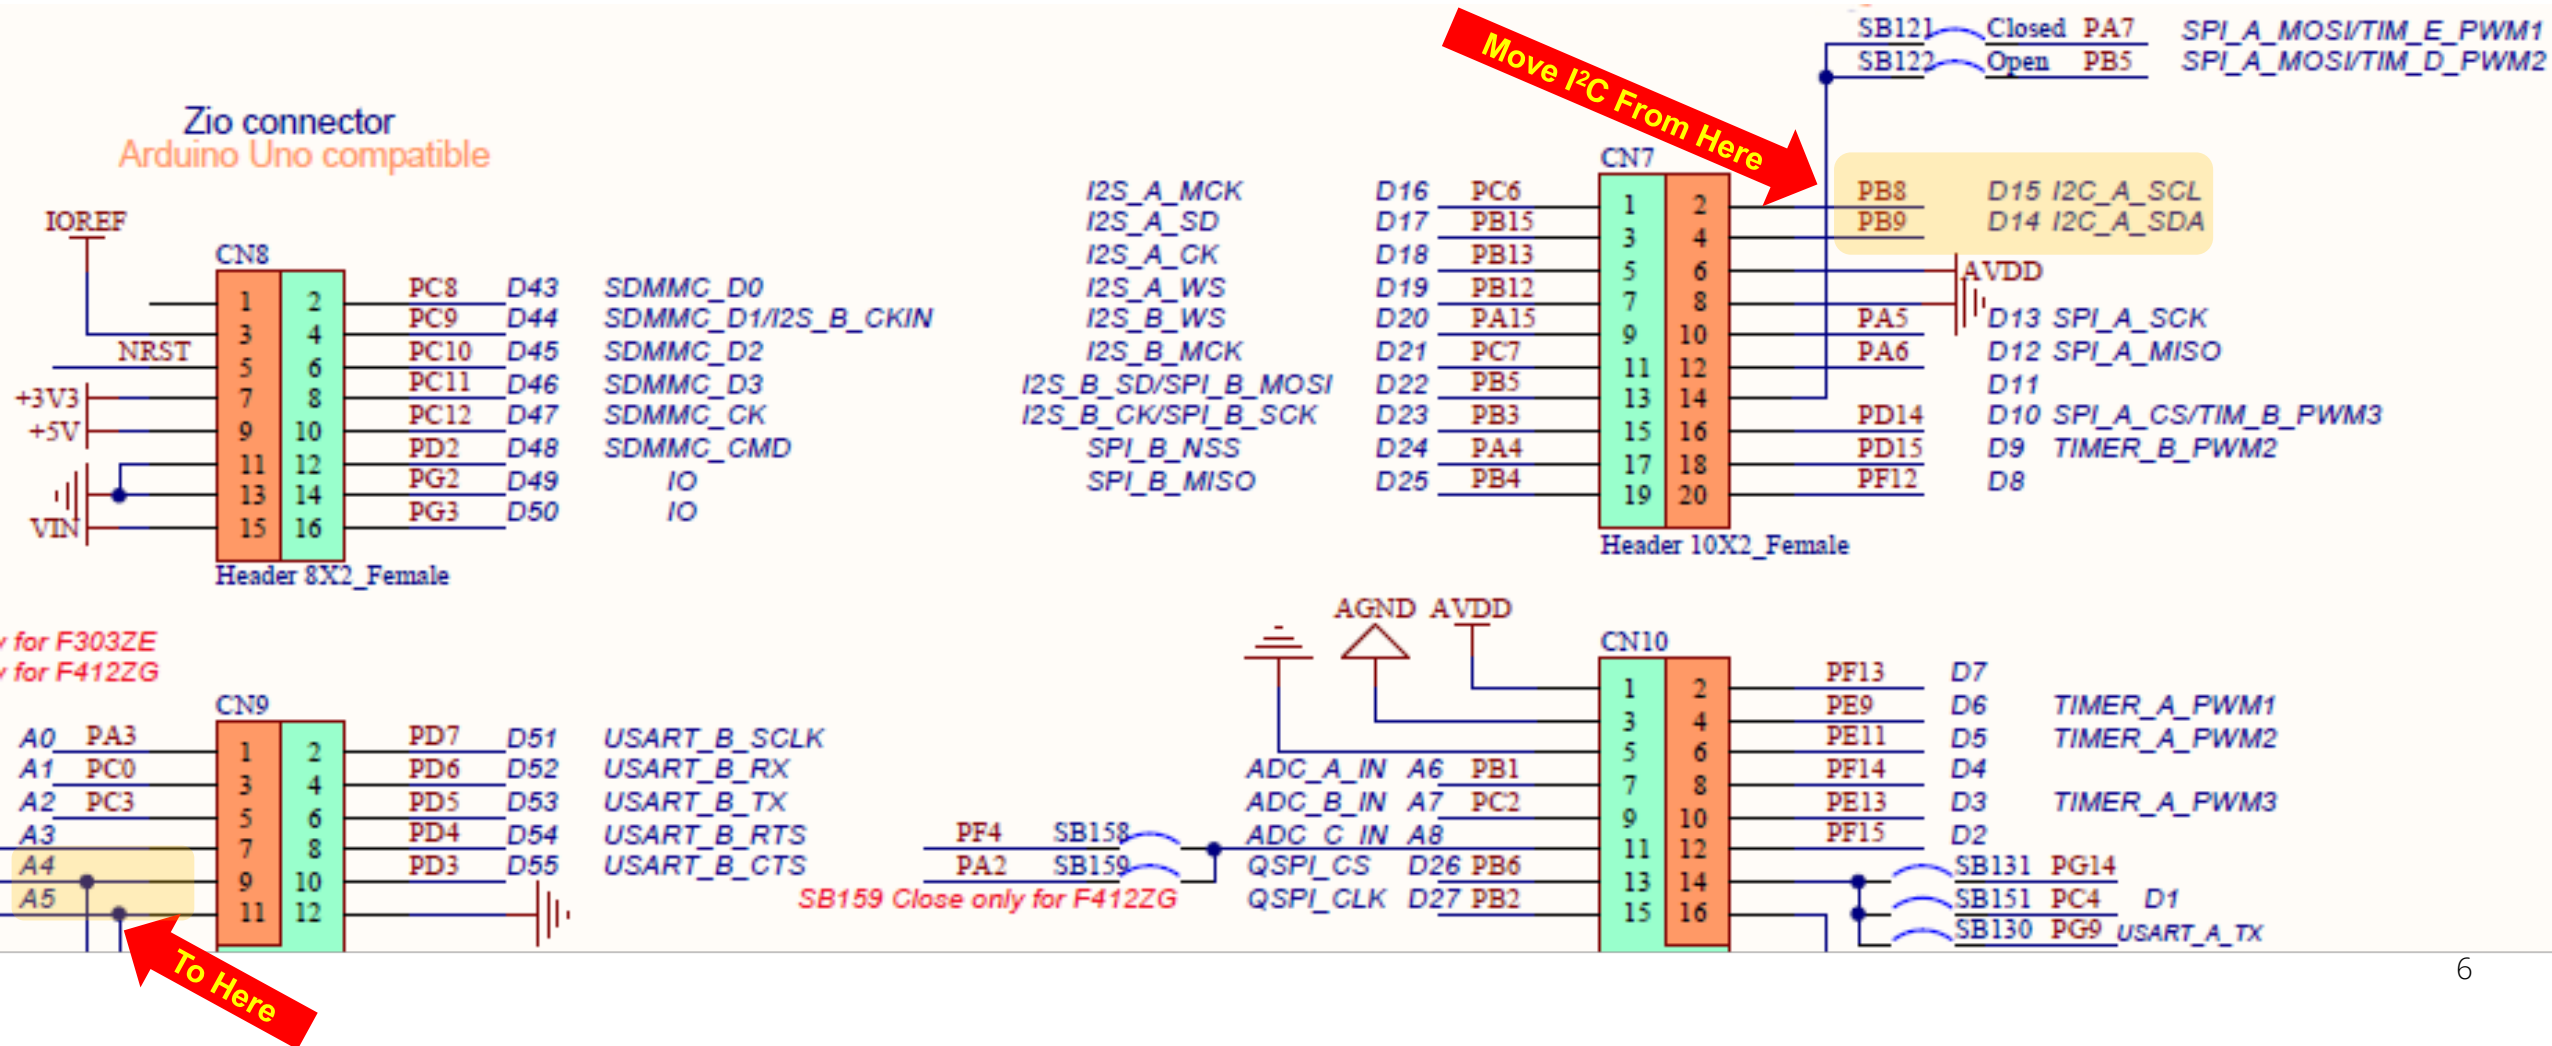 SB121 Closed PA7 SPI_A_MOSI/TIM_E_PWM1
SB122 Open PB5 SPI_A_MOSI/TIM_D_PWM2
Move I²C From Here
Zio connector
Arduino Uno compatible
IOREF
CN8
1 2 PC8 D43 SDMMC_D0
3 4 PC9 D44 SDMMC_D1/I2S_B_CKIN
NRST 5 6 PC10 D45 SDMMC_D2
+3V3 7 8 PC11 D46 SDMMC_D3
+5V 9 10 PC12 D47 SDMMC_CK
11 12 PD2 D48 SDMMC_CMD
13 14 PG2 D49 IO
VIN 15 16 PG3 D50 IO
Header 8X2_Female
CN7
I2S_A_MCK D16 PC6 1 2 PB8 D15 I2C_A_SCL
I2S_A_SD D17 PB15 3 4 PB9 D14 I2C_A_SDA
I2S_A_CK D18 PB13 5 6 AVDD
I2S_A_WS D19 PB12 7 8
I2S_B_WS D20 PA15 9 10 PA5 D13 SPI_A_SCK
I2S_B_MCK D21 PC7 11 12 PA6 D12 SPI_A_MISO
I2S_B_SD/SPI_B_MOSI D22 PB5 13 14 D11
I2S_B_CK/SPI_B_SCK D23 PB3 15 16 PD14 D10 SPI_A_CS/TIM_B_PWM3
SPI_B_NSS D24 PA4 17 18 PD15 D9 TIMER_B_PWM2
SPI_B_MISO D25 PB4 19 20 PF12 D8
Header 10X2_Female
y for F303ZE
y for F412ZG
CN9
A0 PA3 1 2 PD7 D51 USART_B_SCLK
A1 PC0 3 4 PD6 D52 USART_B_RX
A2 PC3 5 6 PD5 D53 USART_B_TX
A3 7 8 PD4 D54 USART_B_RTS
A4 9 10 PD3 D55 USART_B_CTS
A5 11 12
To Here
AGND AVDD
CN10
1 2 PF13 D7
3 4 PE9 D6 TIMER_A_PWM1
5 6 PE11 D5 TIMER_A_PWM2
ADC_A_IN A6 PB1 7 8 PF14 D4
ADC_B_IN A7 PC2 9 10 PE13 D3 TIMER_A_PWM3
PF4 SB158 ADC_C_IN A8 11 12 PF15 D2
PA2 SB159 QSPI_CS D26 PB6 13 14 SB131 PG14
SB159 Close only for F412ZG QSPI_CLK D27 PB2 15 16 SB151 PC4 D1
SB130 PG9 USART_A_TX
6